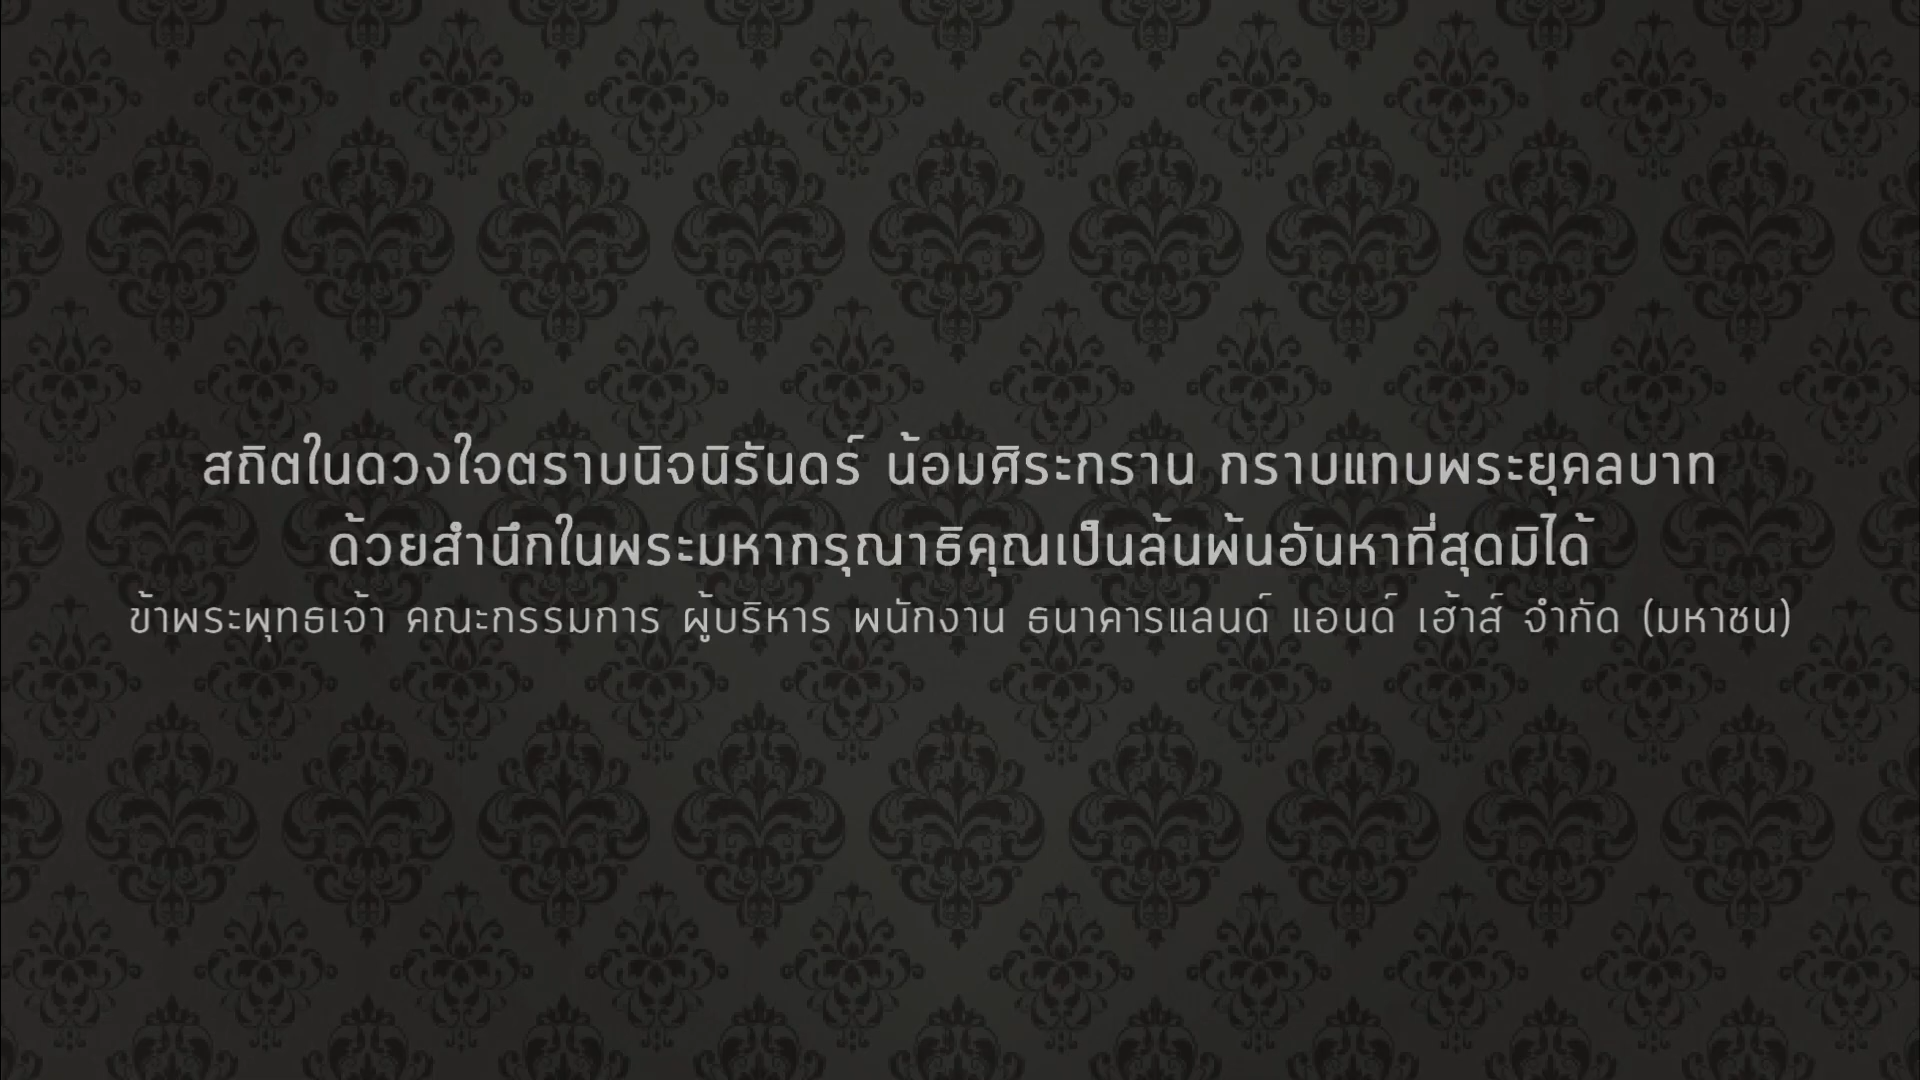 สถิตในดวงใจตราบนิจนิรันดร์ น้อมศิระกราน กราบแทบพระยุคลบาท
ด้วยสำนึกในพระมหากรุณาธิคุณเป็นล้นพ้นอันหาที่สุดมิได้
ข้าพระพุทธเจ้า คณะกรรมการ ผู้บริหาร พนักงาน ธนาคารแลนด์ แอนด์ เฮ้าส์ จำกัด (มหาชน)